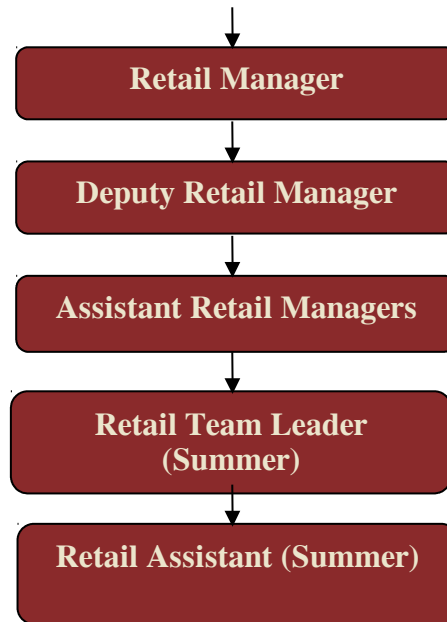 Retail Manager
Deputy Retail Manager
Assistant Retail Managers
Retail Team Leader
(Summer)
Retail Assistant (Summer)